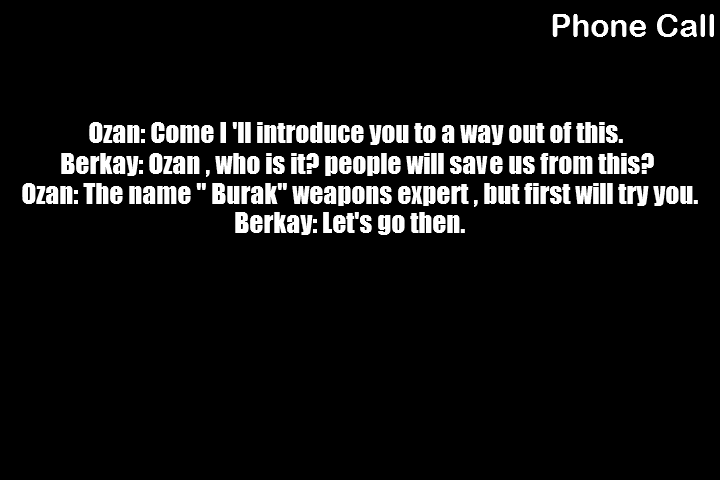 Phone Call
Ozan: Come I 'll introduce you to a way out of this.
Berkay: Ozan , who is it? people will save us from this?
Ozan: The name " Burak" weapons expert , but first will try you.
Berkay: Let's go then.